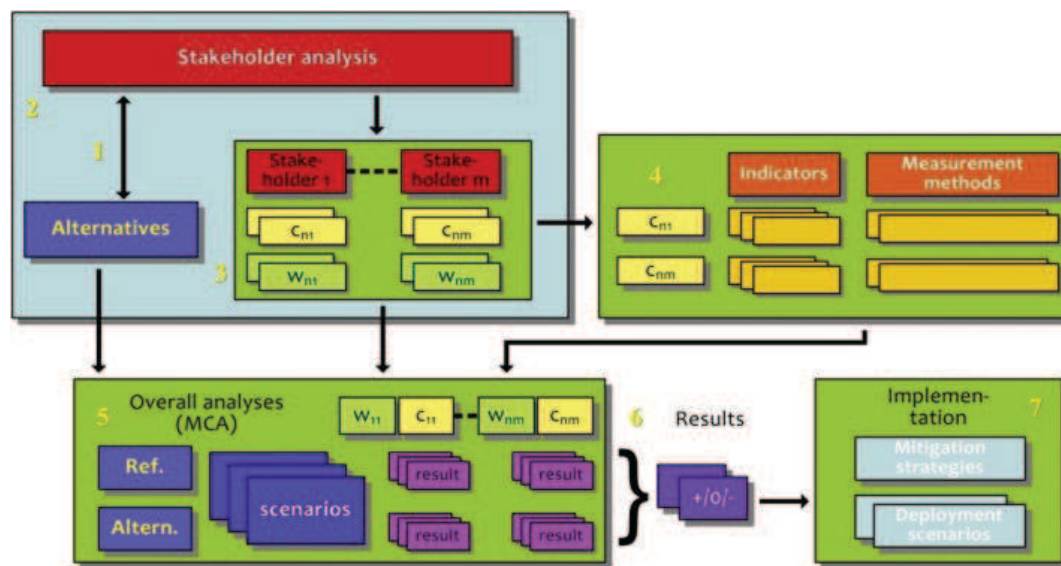 Stakeholder analysis
2
1
Alternatives
3
Stake-
holder 1
Stake-
holder m
Cn1
Cnm
Wn1
Wnm
4
Indicators
Measurement
methods
Cn1
Cnm
5
Overall analyses
(MCA)
W11
C11
Wnm
Cnm
Ref.
Altern.
scenarios
result
result
result
result
6
Results
+/0/-
Implemen-
tation
7
Mitigation
strategies
Deployment
scenarios